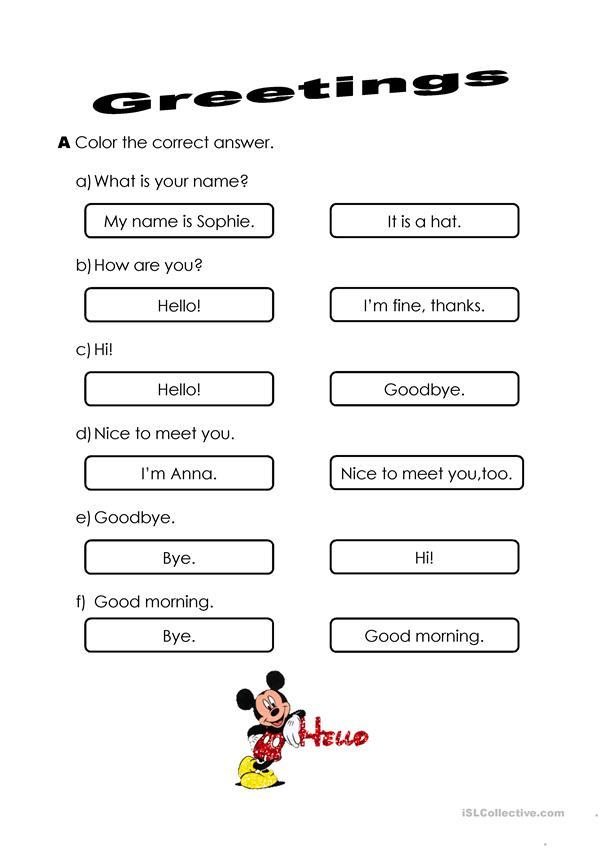 Greetings
A Color the correct answer.
a) What is your name?
My name is Sophie. It is a hat.
b) How are you?
Hello! I'm fine, thanks.
c) Hi!
Hello! Goodbye.
d) Nice to meet you.
I'm Anna. Nice to meet you,too.
e) Goodbye.
Bye. Hi!
f) Good morning.
Bye. Good morning.
HELLO
iSLCollective.com